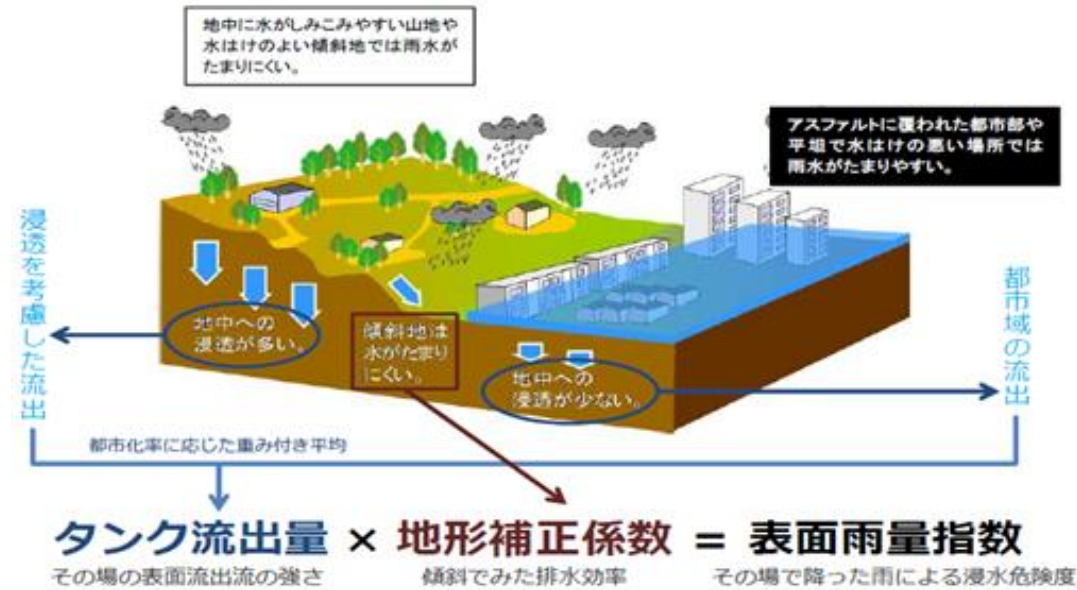 地中に水がしみこみやすい山地や
水はけのよい傾斜地では雨水が
たまりにくい。
アスファルトに覆われた都市部や
平坦で水はけの悪い場所では
雨水がたまりやすい。
浸透を考慮した流出
地中への
浸透が多い。
傾斜地は
水がたまり
にくい。
地中への
浸透が少ない。
都市域の流出
都市化率に応じた重み付き平均
タンク流出量 × 地形補正係数 = 表面雨量指数
その場の表面流出流の強さ 傾斜でみた排水効率 その場で降った雨による浸水危険度